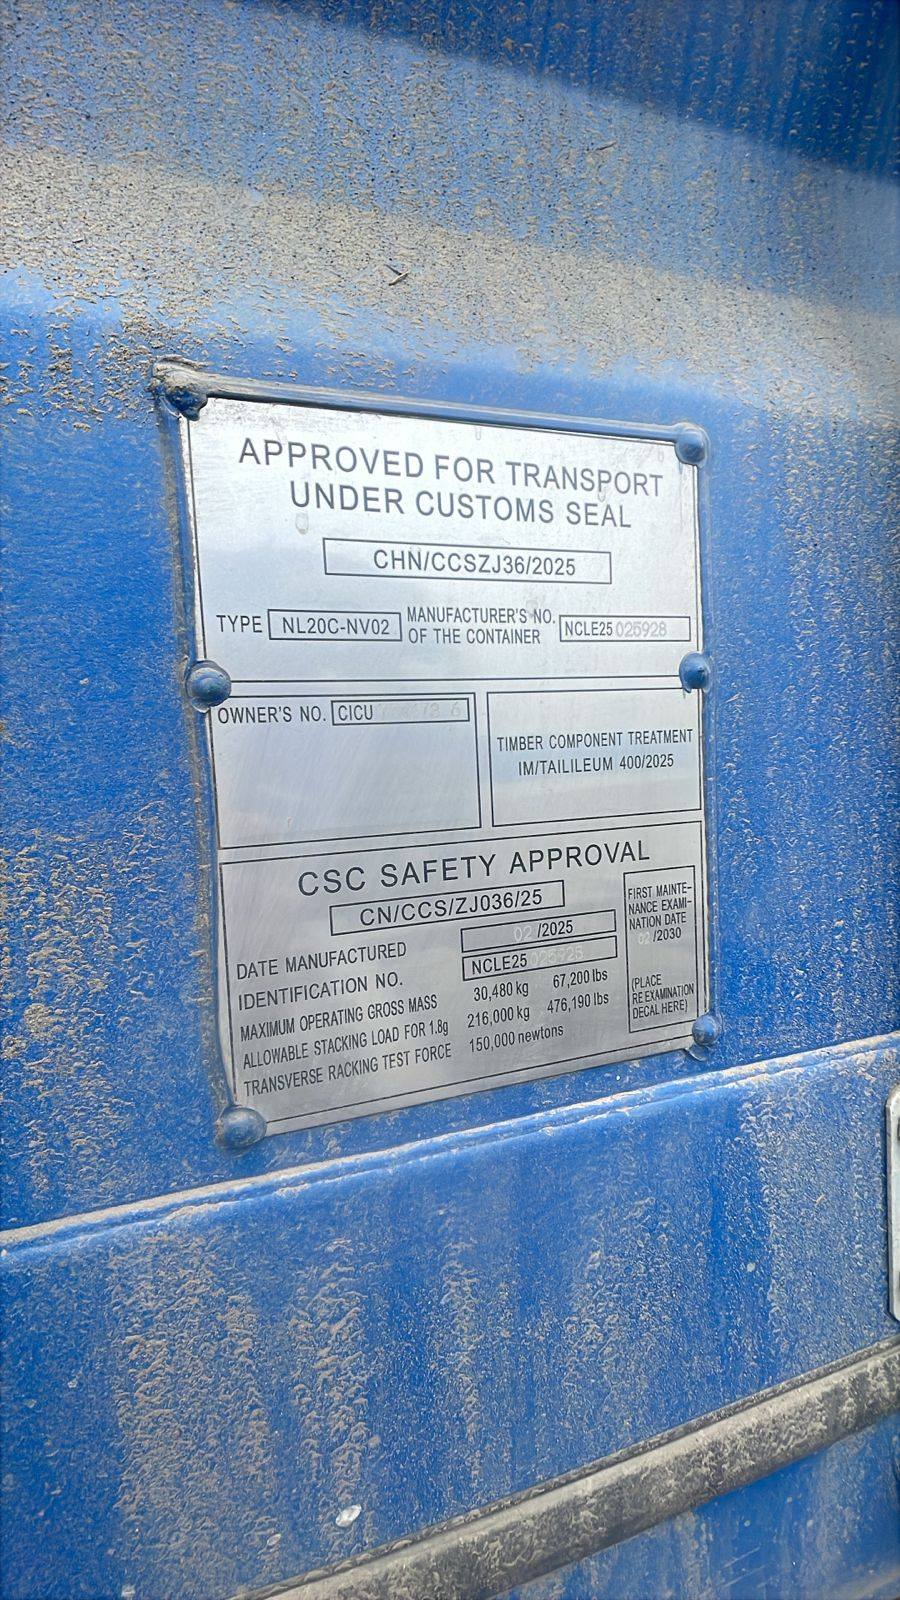 APPROVED FOR TRANSPORT
UNDER CUSTOMS SEAL
CHN/CCSZJ36/2025
TYPE NL20C-NV02 MANUFACTURER'S NO.
OF THE CONTAINER NCLE25 025928
OWNER'S NO. CICU
TIMBER COMPONENT TREATMENT
IM/TAILILEUM 400/2025
CSC SAFETY APPROVAL
CN/CCS/ZJ036/25
DATE MANUFACTURED 02/2025
IDENTIFICATION NO. NCLE25
MAXIMUM OPERATING GROSS MASS 30,480 kg 67,200 lbs
ALLOWABLE STACKING LOAD FOR 1.8g 216,000 kg 476,190 lbs
TRANSVERSE RACKING TEST FORCE 150,000 newtons
FIRST MAINTE-
NANCE EXAMI-
NATION DATE
02/2030
(PLACE
REEXAMINATION
DECAL HERE)